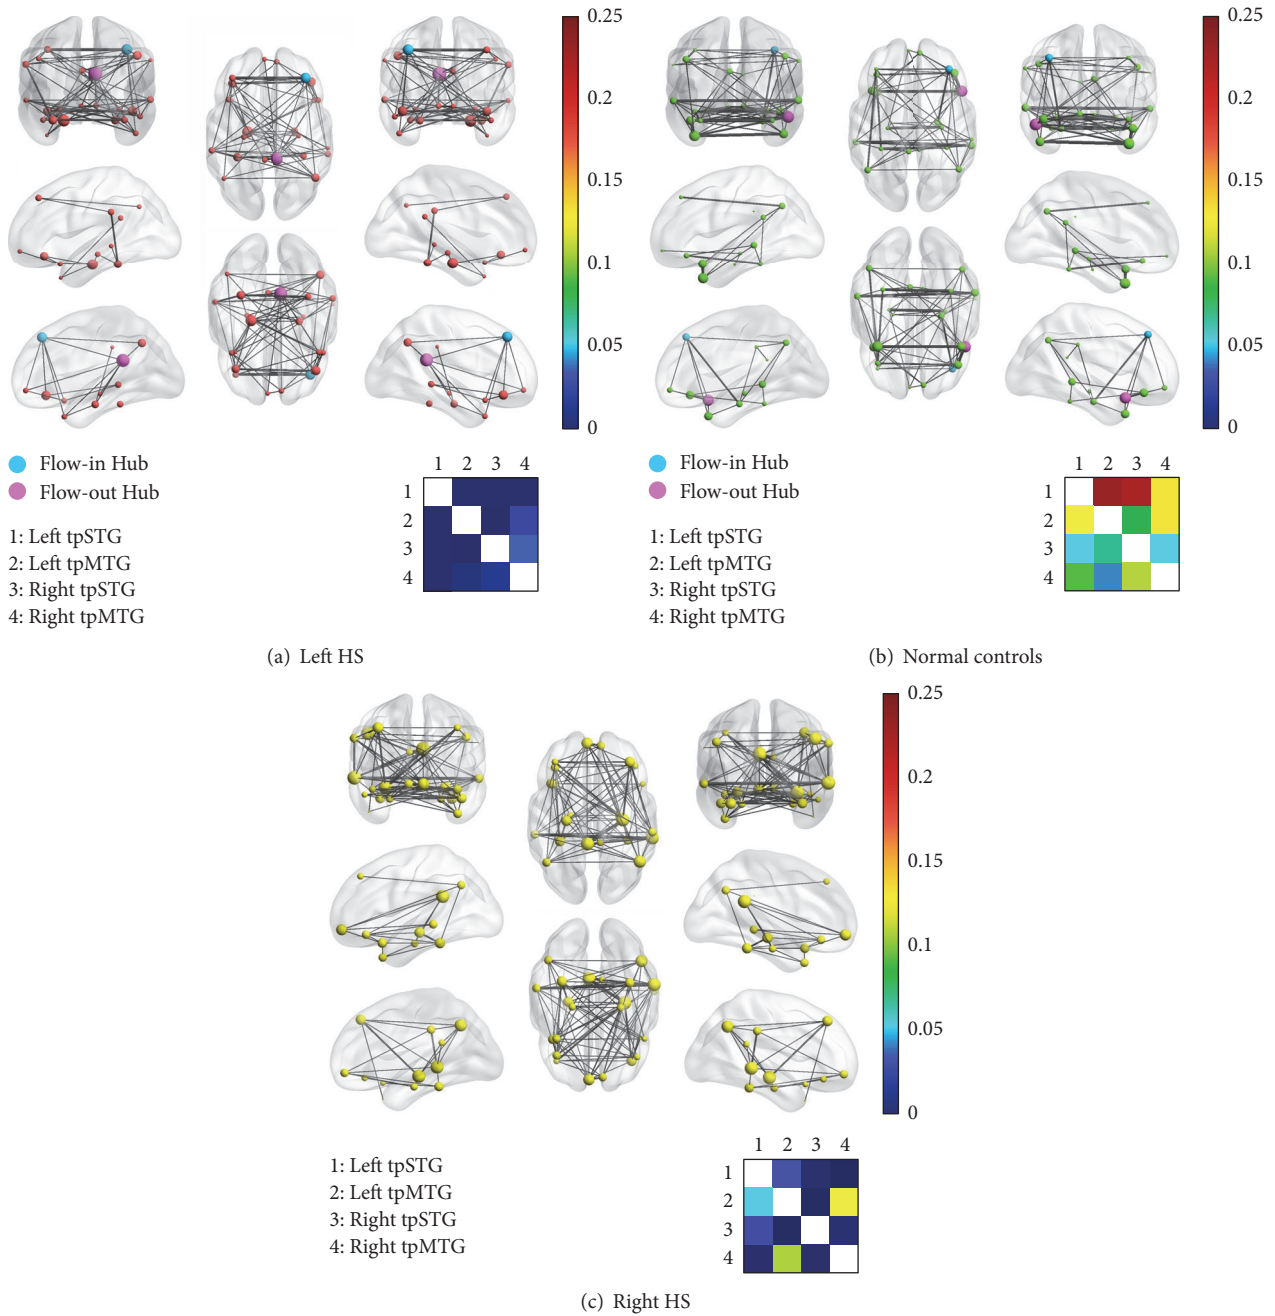 0.25
0.2
0.15
0.1
0.05
0
Flow-in Hub
Flow-out Hub
1: Left tpSTG
2: Left tpMTG
3: Right tpSTG
4: Right tpMTG
1 2 3 4
1
2
3
4
(a) Left HS
0.25
0.2
0.15
0.1
0.05
0
Flow-in Hub
Flow-out Hub
1: Left tpSTG
2: Left tpMTG
3: Right tpSTG
4: Right tpMTG
1 2 3 4
1
2
3
4
(b) Normal controls
0.25
0.2
0.15
0.1
0.05
0
1: Left tpSTG
2: Left tpMTG
3: Right tpSTG
4: Right tpMTG
1 2 3 4
1
2
3
4
(c) Right HS